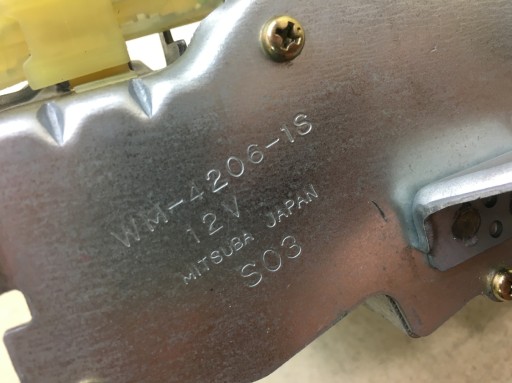 WM-4206-1S
12V
MITSUBA JAPAN
S03